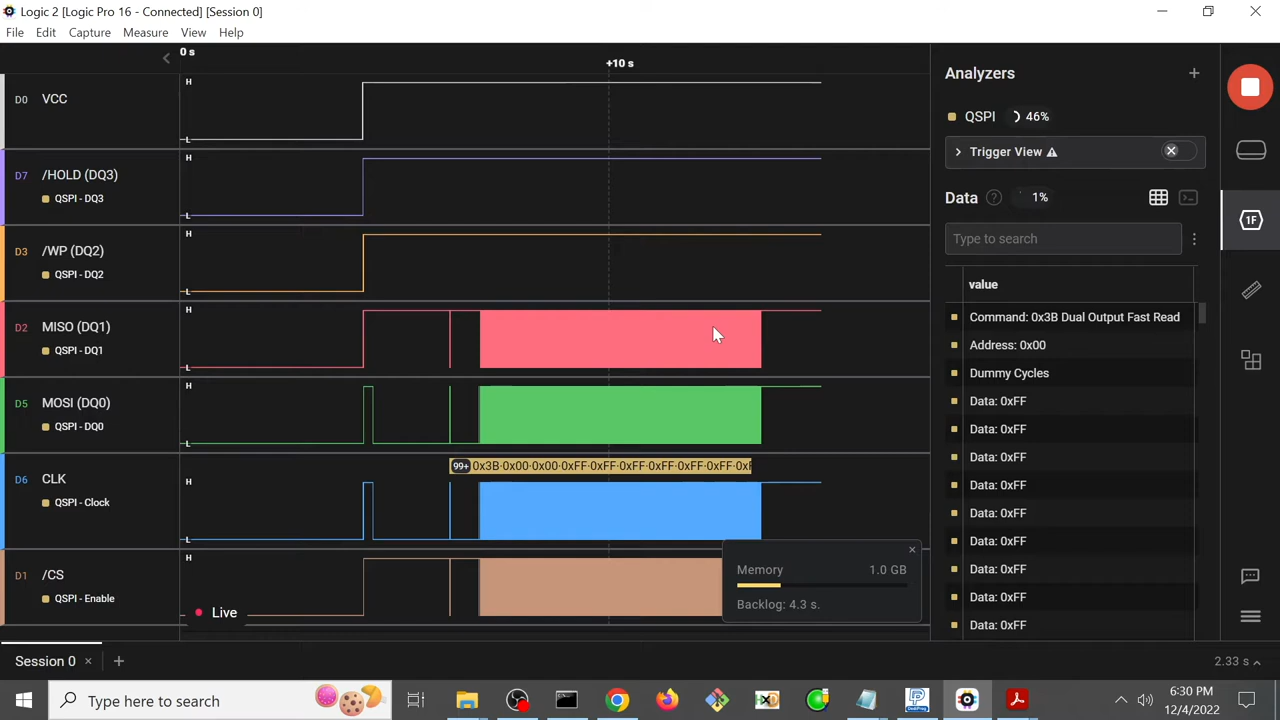 Logic 2 [Logic Pro 16 - Connected] [Session 0]
File Edit Capture Measure View Help
0 s
+10 s
D0 VCC
H
L
D7 /HOLD (DQ3)
QSPI - DQ3
H
L
D3 /WP (DQ2)
QSPI - DQ2
H
L
D2 MISO (DQ1)
QSPI - DQ1
H
L
D5 MOSI (DQ0)
QSPI - DQ0
H
L
99+ 0x3B·0x00·0x00·0xFF·0xFF·0xFF·0xFF·0xFF·0xFF·0xF
D6 CLK
QSPI - Clock
H
L
D1 /CS
QSPI - Enable
H
L
Live
Memory 1.0 GB
Backlog: 4.3 s.
Analyzers
QSPI 46%
Trigger View
Data 1%
Type to search
value
Command: 0x3B Dual Output Fast Read
Address: 0x00
Dummy Cycles
Data: 0xFF
Data: 0xFF
Data: 0xFF
Data: 0xFF
Data: 0xFF
Data: 0xFF
Data: 0xFF
Data: 0xFF
Data: 0xFF
1F
Session 0
2.33 s
Type here to search
6:30 PM
12/4/2022